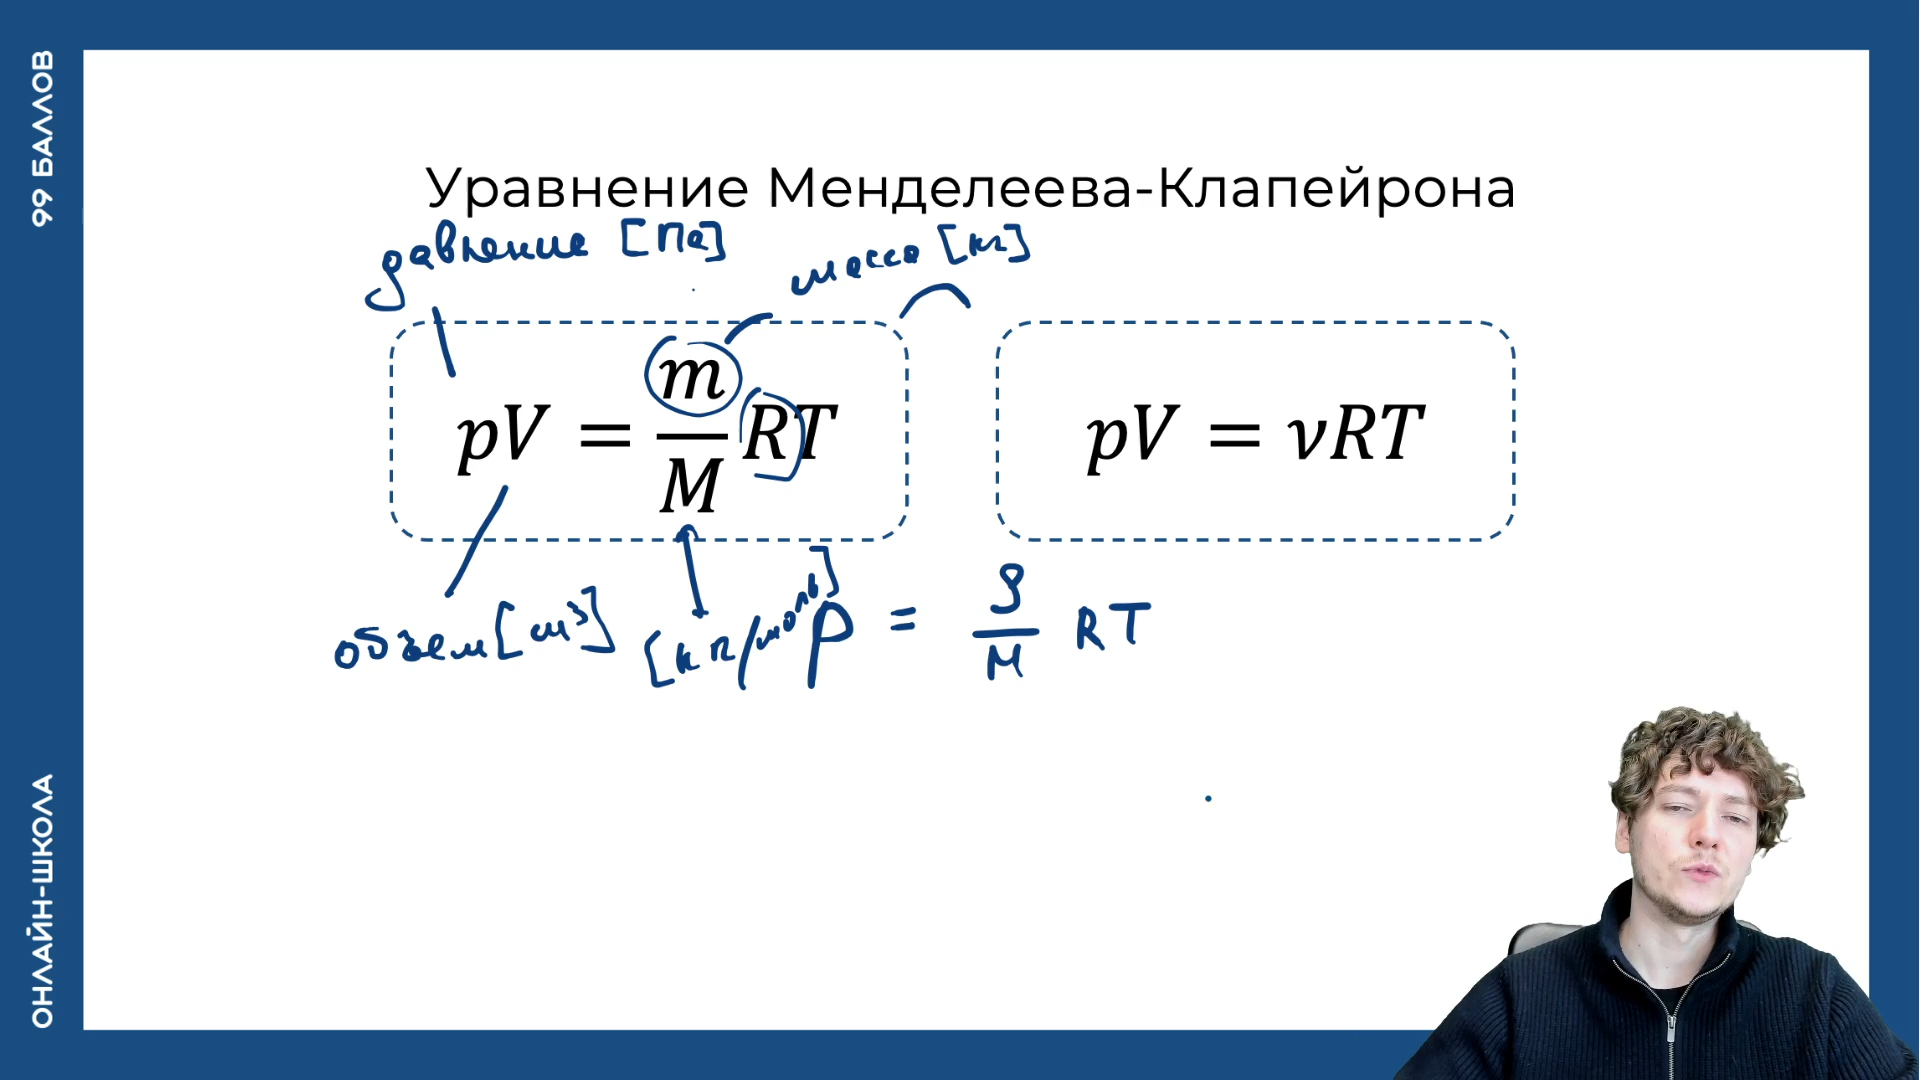 99 БАЛЛОВ
ОНЛАЙН-ШКОЛА
Уравнение Менделеева-Клапейрона
давление [Па]
масса [кг]
pV = m/M RT
pV = νRT
объем [м³]
[кг/моль]
p = ρ/M RT